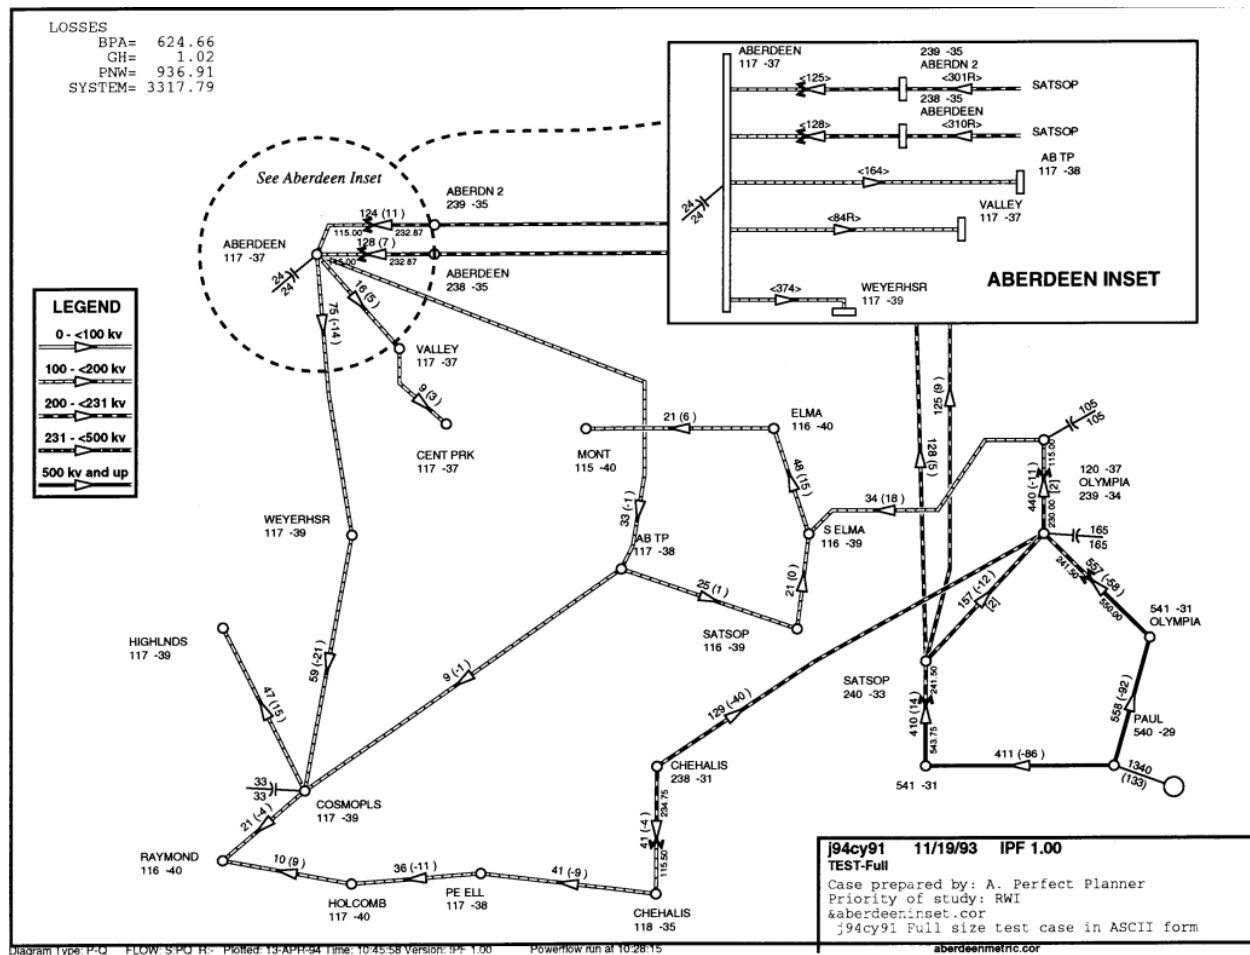 LOSSES
BPA= 624.66
GH= 1.02
PNW= 936.91
SYSTEM= 3317.79
ABERDEEN
117 -37
239 -35
ABERDN 2
<125>
<301R>
SATSOP
238 -35
ABERDEEN
<128>
<310R>
SATSOP
AB TP
117 -38
<164>
24
24
VALLEY
117 -37
<84R>
ABERDEEN INSET
WEYERHSR
117 -39
<374>
See Aberdeen Inset
ABERDN 2
239 -35
124 (11)
115.00
232.87
ABERDEEN
117 -37
128 (7)
115.00
232.87
ABERDEEN
238 -35
24
24
16 (5)
75 (-14)
LEGEND
0 - <100 kv
100 - <200 kv
200 - <231 kv
231 - <500 kv
500 kv and up
VALLEY
117 -37
9 (3)
CENT PRK
117 -37
21 (6)
ELMA
116 -40
MONT
115 -40
48 (15)
125 (9)
128 (5)
105
105
115.00
120 -37
OLYMPIA
239 -34
440 (-11)
[2]
230.00
34 (18)
33 (-1)
WEYERHSR
117 -39
S ELMA
116 -39
165
165
AB TP
117 -38
25 (1)
21 (0)
241.50
557 (-58)
550.00
157 (-12)
[2]
541 -31
OLYMPIA
HIGHLNDS
117 -39
SATSOP
116 -39
59 (-21)
9 (-1)
47 (15)
SATSOP
240 -33
241.50
410 (14)
543.75
129 (-40)
558 (-92)
PAUL
540 -29
411 (-86)
541 -31
1340
(133)
CHEHALIS
238 -31
234.75
41 (-4)
115.50
33
33
COSMOPLS
117 -39
21 (-4)
RAYMOND
116 -40
10 (9)
HOLCOMB
117 -40
36 (-11)
PE ELL
117 -38
41 (-9)
CHEHALIS
118 -35
j94cy91 11/19/93 IPF 1.00
TEST-Full
Case prepared by: A. Perfect Planner
Priority of study: RWI
&aberdeeninset.cor
j94cy91 Full size test case in ASCII form
Diagram Type: P-Q FLOW: S:PQ R:- Plotted: 13-APR-94 Time: 10:45:58 Version: IPF 1.00 Powerflow run at 10:28:15
aberdeenmetric.cor